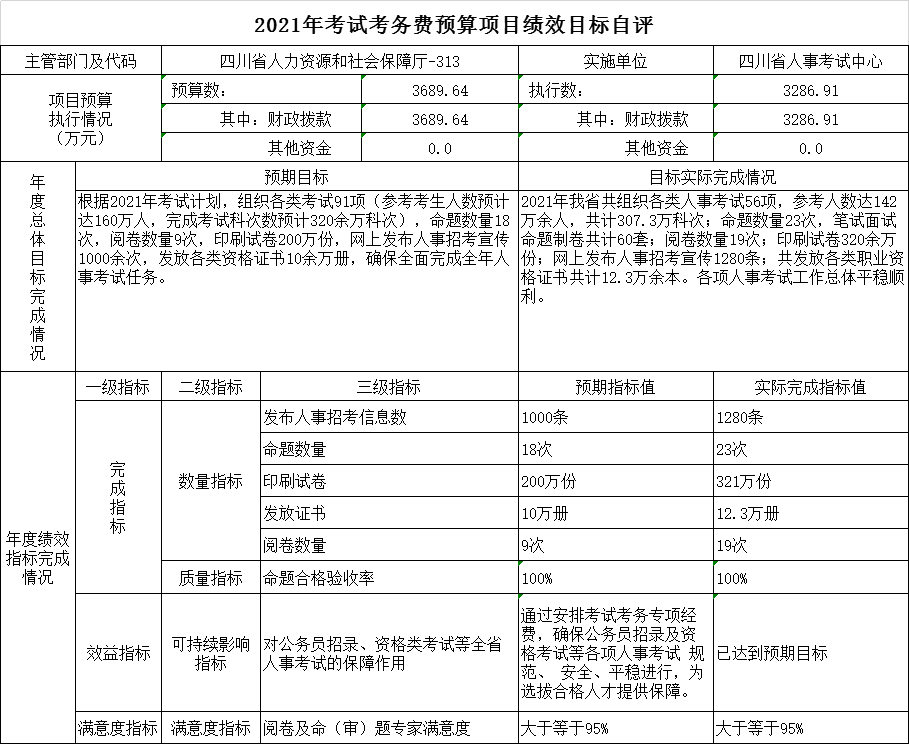 2021年考试考务费预算项目绩效目标自评
主管部门及代码
四川省人力资源和社会保障厅-313
实施单位
四川省人事考试中心
项目预算
执行情况
（万元）
预算数：
3689.64
执行数：
3286.91
其中：财政拨款
3689.64
其中：财政拨款
3286.91
其他资金
0.0
其他资金
0.0
年
度
总
体
目
标
完
成
情
况
预期目标
目标实际完成情况
根据2021年考试计划，组织各类考试91项（参考考生人数预计
达160万人，完成考试科次数预计320余万科次），命题数量18
次，阅卷数量9次，印刷试卷200万份，网上发布人事招考宣传
1000余次，发放各类资格证书10余万册，确保全面完成全年人
事考试任务。
2021年我省共组织各类人事考试56项，参考人数达142
万余人，共计307.3万科次；命题数量23次，笔试面试
命题制卷共计60套；阅卷数量19次；印刷试卷320余万
份；网上发布人事招考宣传1280条；共发放各类职业资
格证书共计12.3万余本。各项人事考试工作总体平稳顺
利。
年度绩效
指标完成
情况
一级指标
二级指标
三级指标
预期指标值
实际完成指标值
完
成
指
标
数量指标
发布人事招考信息数
1000条
1280条
命题数量
18次
23次
印刷试卷
200万份
321万份
发放证书
10万册
12.3万册
阅卷数量
9次
19次
质量指标
命题合格验收率
100%
100%
效益指标
可持续影响
指标
对公务员招录、资格类考试等全省
人事考试的保障作用
通过安排考试考务专项经
费，确保公务员招录及资
格考试等各项人事考试 规
范、 安全、平稳进行，为
选拔合格人才提供保障。
已达到预期目标
满意度指标
满意度指标
阅卷及命（审）题专家满意度
大于等于95%
大于等于95%